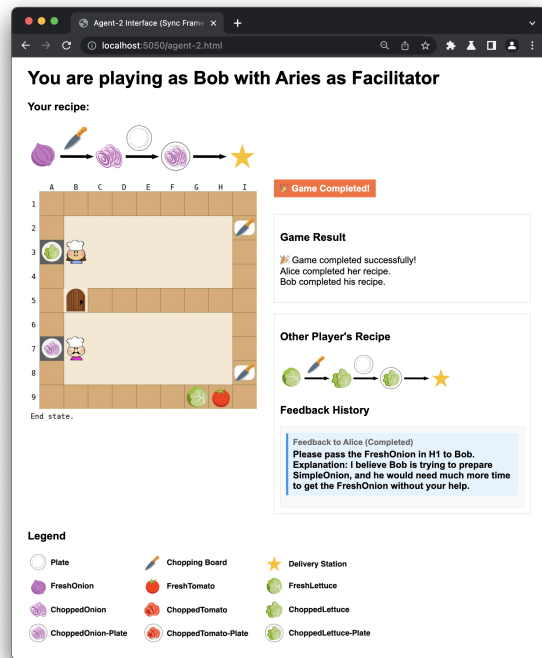 Agent-2 Interface (Sync Frame
localhost:5050/agent-2.html
You are playing as Bob with Aries as Facilitator
Your recipe:
A B C D E F G H I
1
2
3
4
5
6
7
8
9
End state.
🎉 Game Completed!
Game Result
🎉 Game completed successfully!
Alice completed her recipe.
Bob completed his recipe.
Other Player's Recipe
Feedback History
Feedback to Alice (Completed)
Please pass the FreshOnion in H1 to Bob.
Explanation: I believe Bob is trying to prepare
SimpleOnion, and he would need much more time
to get the FreshOnion without your help.
Legend
Plate Chopping Board Delivery Station
FreshOnion FreshTomato FreshLettuce
ChoppedOnion ChoppedTomato ChoppedLettuce
ChoppedOnion-Plate ChoppedTomato-Plate ChoppedLettuce-Plate